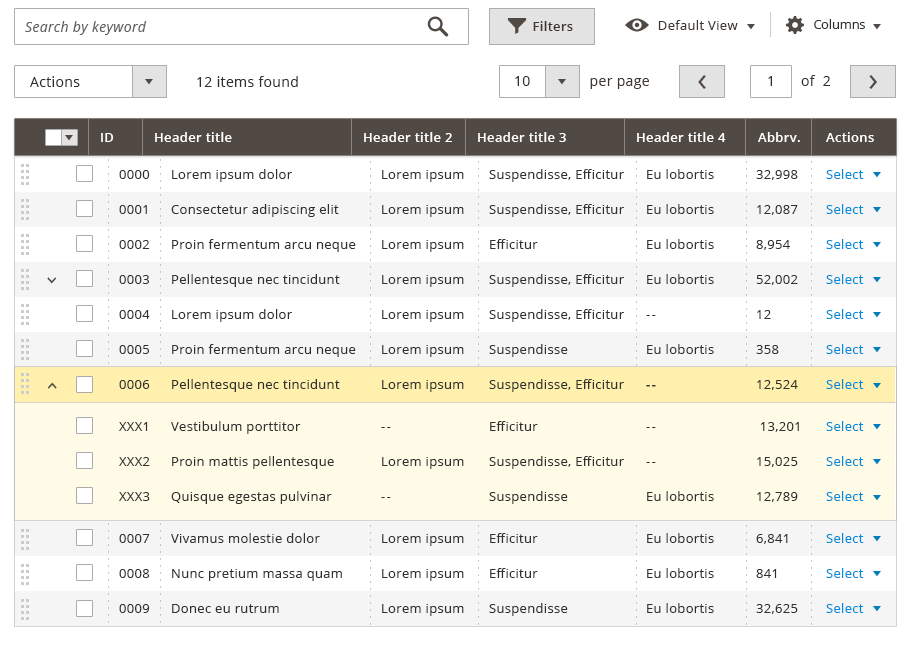 Search by keyword Filters Default View Columns
Actions 12 items found 10 per page 1 of 2
ID Header title Header title 2 Header title 3 Header title 4 Abbrv. Actions
0000 Lorem ipsum dolor Lorem ipsum Suspendisse, Efficitur Eu lobortis 32,998 Select
0001 Consectetur adipiscing elit Lorem ipsum Suspendisse, Efficitur Eu lobortis 12,087 Select
0002 Proin fermentum arcu neque Lorem ipsum Efficitur Eu lobortis 8,954 Select
0003 Pellentesque nec tincidunt Lorem ipsum Suspendisse, Efficitur Eu lobortis 52,002 Select
0004 Lorem ipsum dolor Lorem ipsum Suspendisse, Efficitur -- 12 Select
0005 Proin fermentum arcu neque Lorem ipsum Suspendisse Eu lobortis 358 Select
0006 Pellentesque nec tincidunt Lorem ipsum Suspendisse, Efficitur -- 12,524 Select
XXX1 Vestibulum porttitor -- Efficitur -- 13,201 Select
XXX2 Proin mattis pellentesque Lorem ipsum Suspendisse, Efficitur -- 15,025 Select
XXX3 Quisque egestas pulvinar -- Suspendisse Eu lobortis 12,789 Select
0007 Vivamus molestie dolor Lorem ipsum Efficitur Eu lobortis 6,841 Select
0008 Nunc pretium massa quam Lorem ipsum Efficitur Eu lobortis 841 Select
0009 Donec eu rutrum Lorem ipsum Suspendisse Eu lobortis 32,625 Select